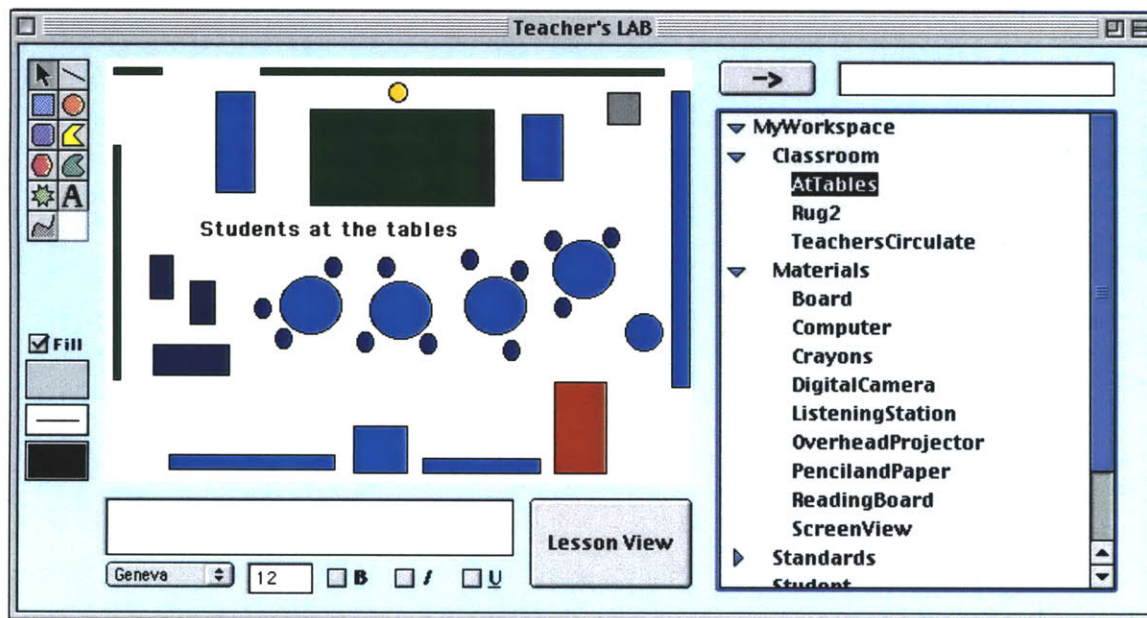 Teacher's LAB
A
->
MyWorkspace
Classroom
AtTables
Rug2
TeachersCirculate
Materials
Board
Computer
Crayons
DigitalCamera
ListeningStation
OverheadProjector
PencilandPaper
ReadingBoard
ScreenView
Standards
Student
Students at the tables
Fill
Lesson View
Geneva
12
B
I
U